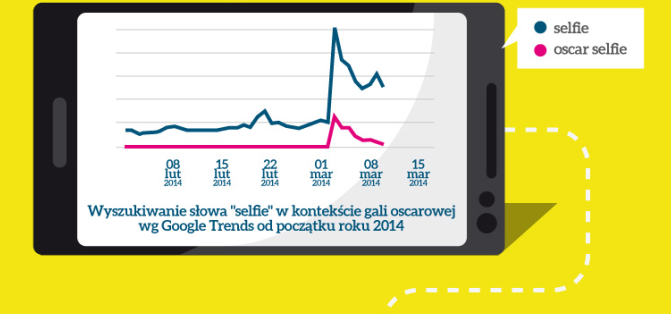 selfie
oscar selfie
08 15 22 01 08 15
lut lut lut mar mar mar
2014 2014 2014 2014 2014 2014
Wyszukiwanie słowa "selfie" w kontekście gali oscarowej
wg Google Trends od początku roku 2014